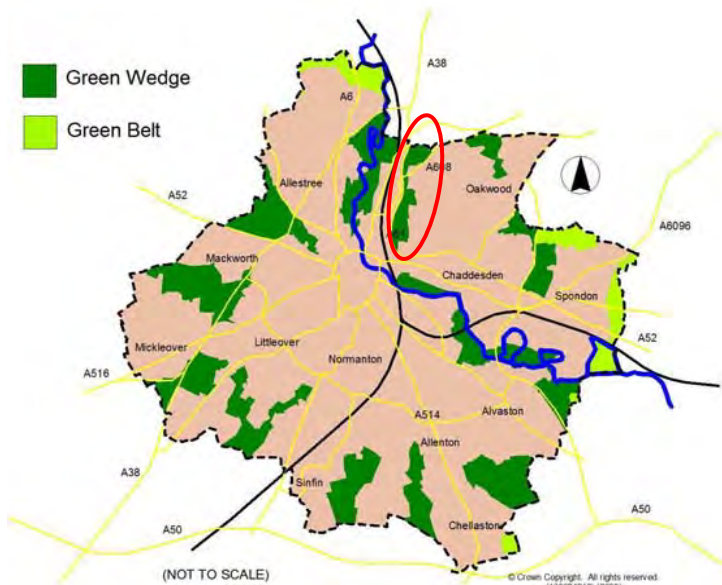 Green Wedge
Green Belt
A38
A6
A608
A52
Allestree
Oakwood
A6096
Mackworth
Chaddesden
Spondon
Mickleover
Littleover
Normanton
A52
A516
A514
Alvaston
Allenton
A38
Sinfin
A50
Chellaston
A50
(NOT TO SCALE)
© Crown Copyright. All rights reserved.